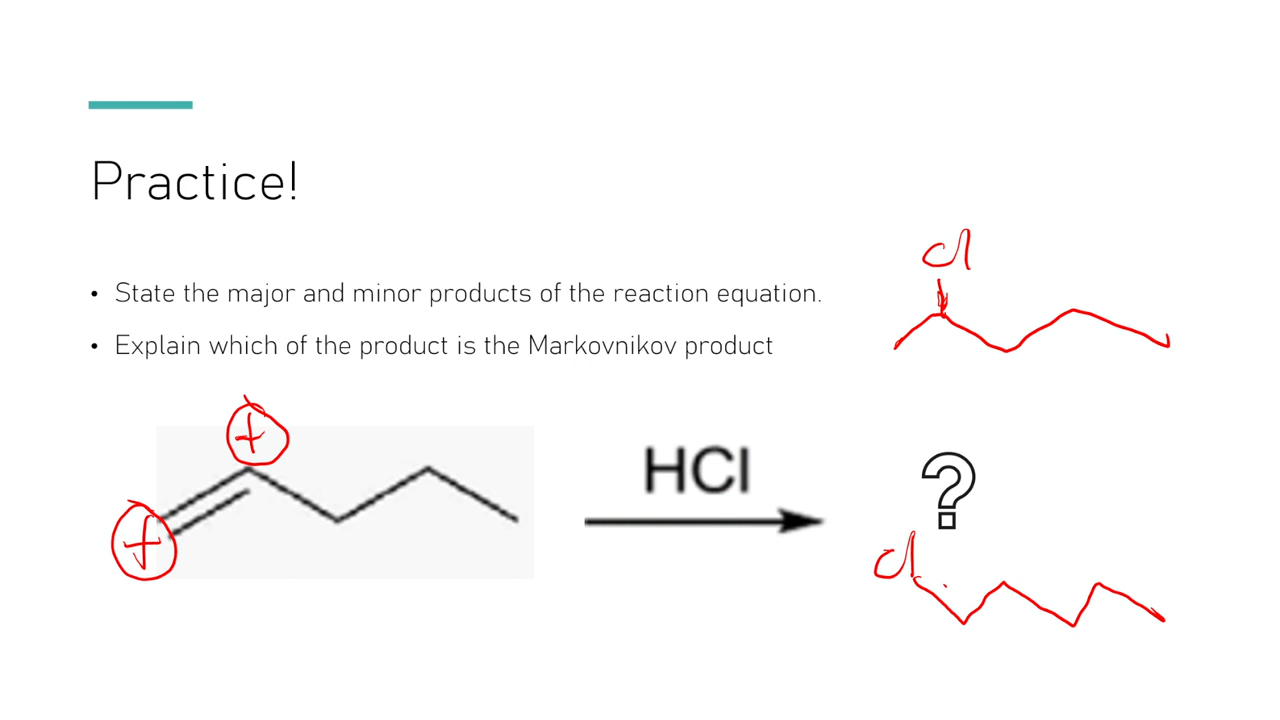 Practice!
• State the major and minor products of the reaction equation.
• Explain which of the product is the Markovnikov product
Cl
+
+
HCl
?
Cl